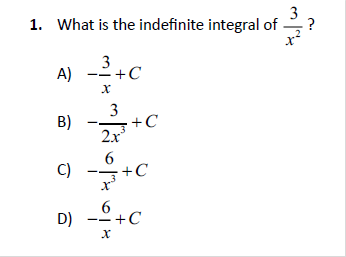 1. What is the indefinite integral of 3/x² ?
A) −3/x + C
B) −3/2x³ + C
C) −6/x³ + C
D) −6/x + C